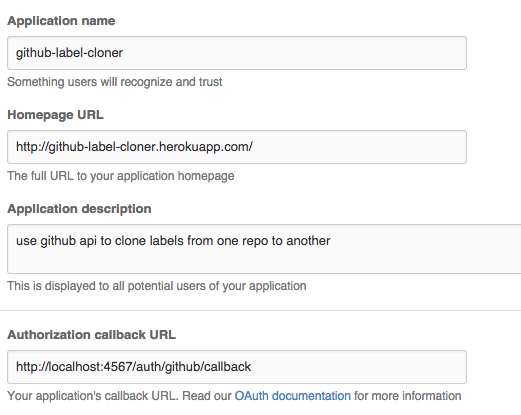 Application name
github-label-cloner
Something users will recognize and trust
Homepage URL
http://github-label-cloner.herokuapp.com/
The full URL to your application homepage
Application description
use github api to clone labels from one repo to another
This is displayed to all potential users of your application
Authorization callback URL
http://localhost:4567/auth/github/callback
Your application's callback URL. Read our OAuth documentation for more information